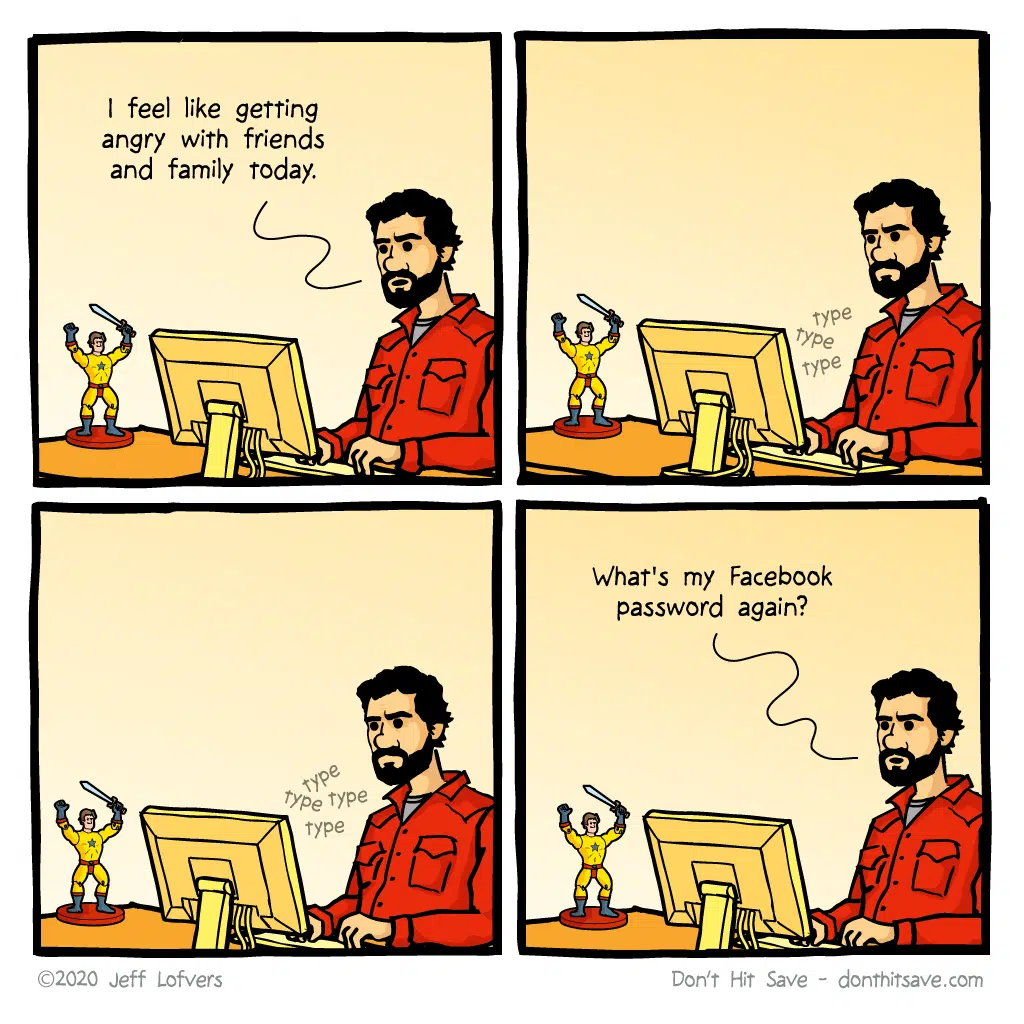 I feel like getting
angry with friends
and family today.
type
type
type
type
type type
type
What's my Facebook
password again?
©2020 Jeff Lofvers
Don't Hit Save - donthitsave.com